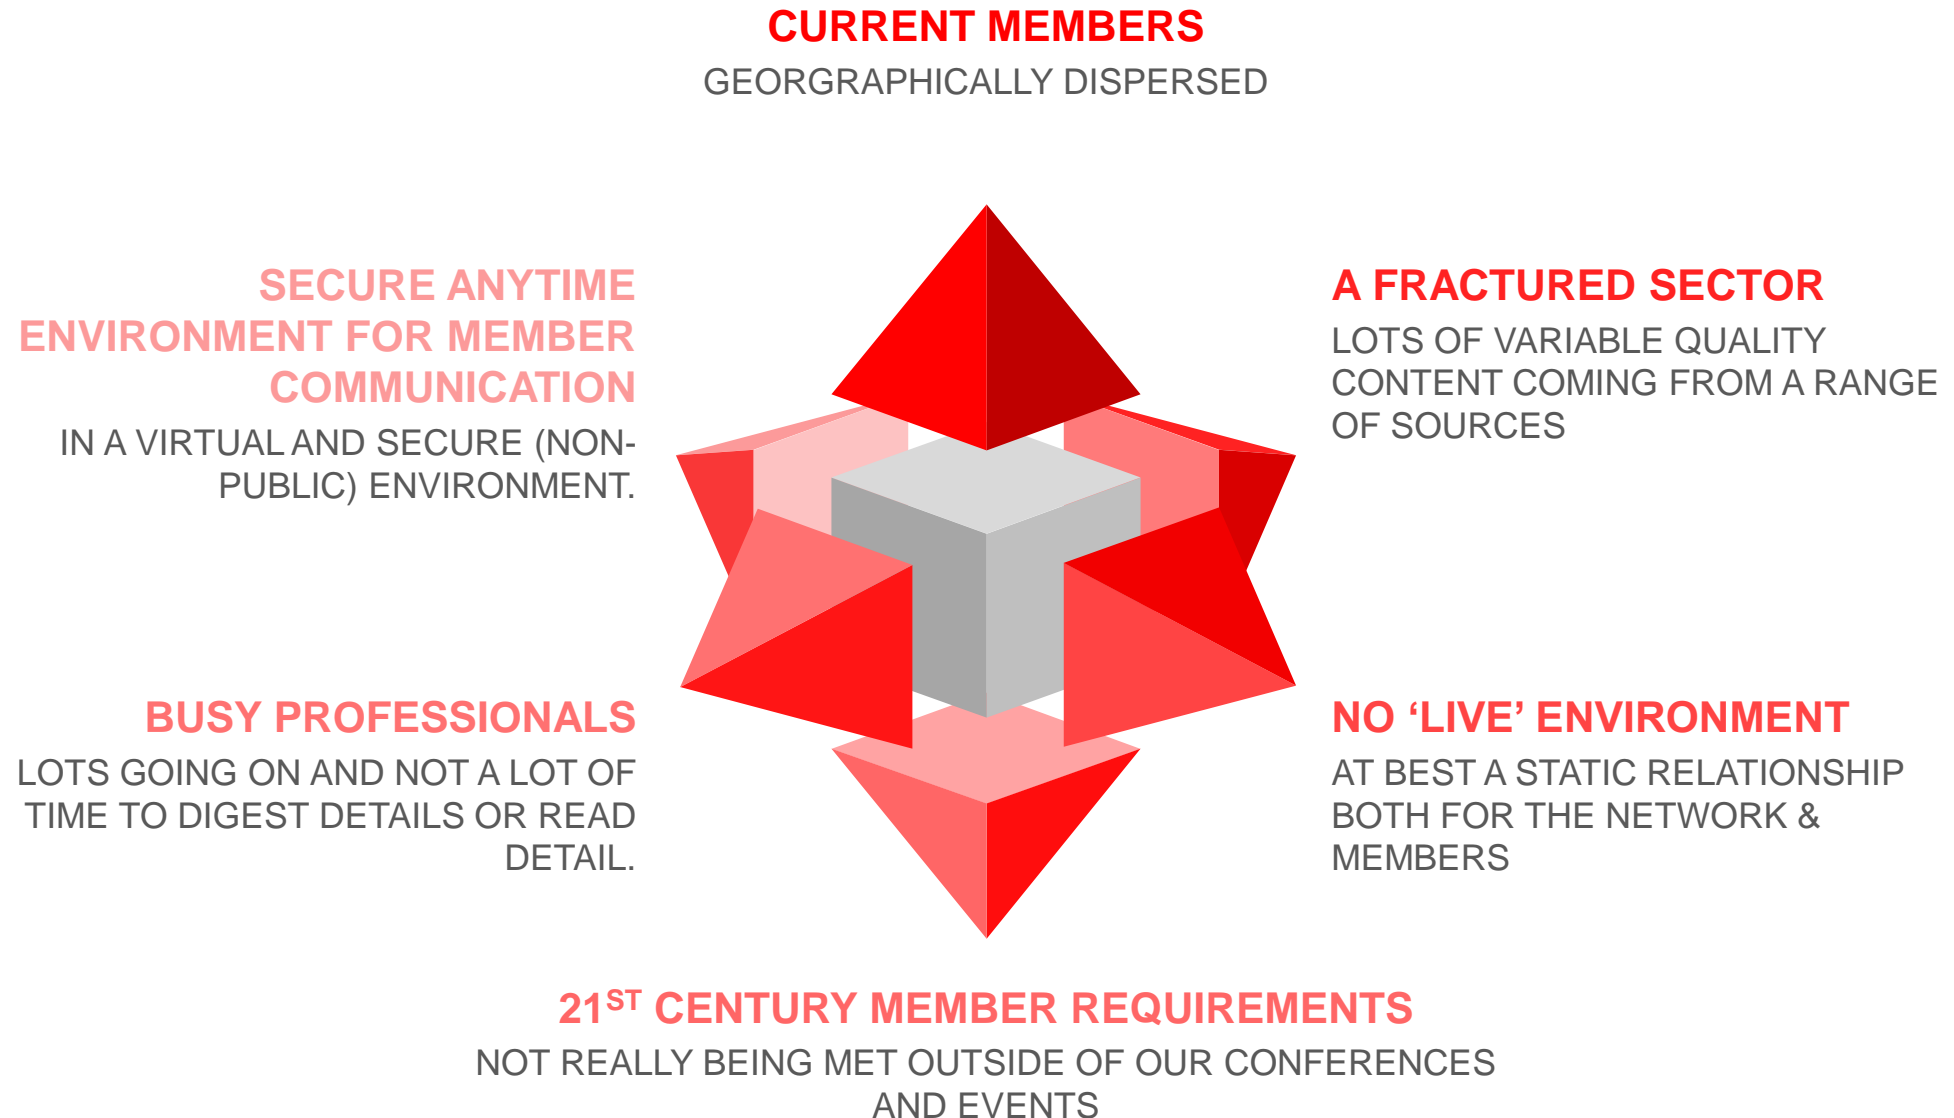 CURRENT MEMBERS
GEORGRAPHICALLY DISPERSED
SECURE ANYTIME
ENVIRONMENT FOR MEMBER
COMMUNICATION
IN A VIRTUAL AND SECURE (NON-
PUBLIC) ENVIRONMENT.
A FRACTURED SECTOR
LOTS OF VARIABLE QUALITY
CONTENT COMING FROM A RANGE
OF SOURCES
BUSY PROFESSIONALS
LOTS GOING ON AND NOT A LOT OF
TIME TO DIGEST DETAILS OR READ
DETAIL.
NO ‘LIVE’ ENVIRONMENT
AT BEST A STATIC RELATIONSHIP
BOTH FOR THE NETWORK &
MEMBERS
21ST CENTURY MEMBER REQUIREMENTS
NOT REALLY BEING MET OUTSIDE OF OUR CONFERENCES
AND EVENTS